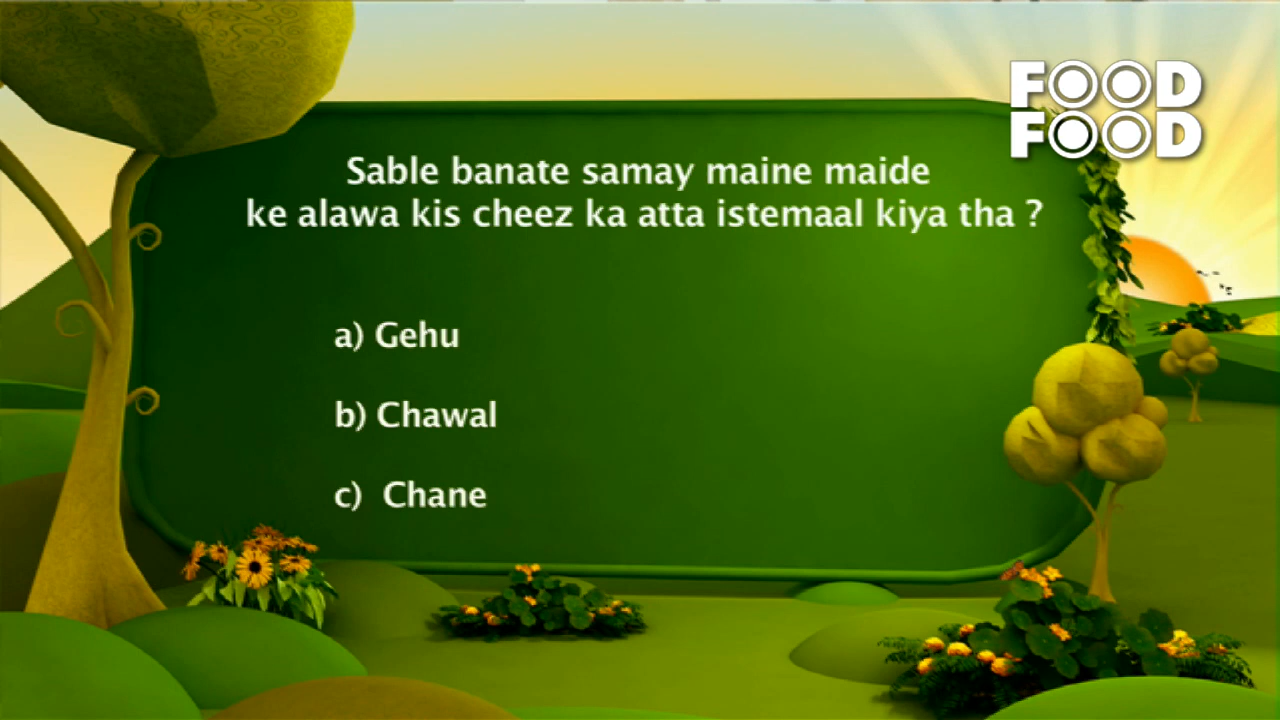 FOOD
FOOD
Sable banate samay maine maide
ke alawa kis cheez ka atta istemaal kiya tha ?
a) Gehu
b) Chawal
c) Chane